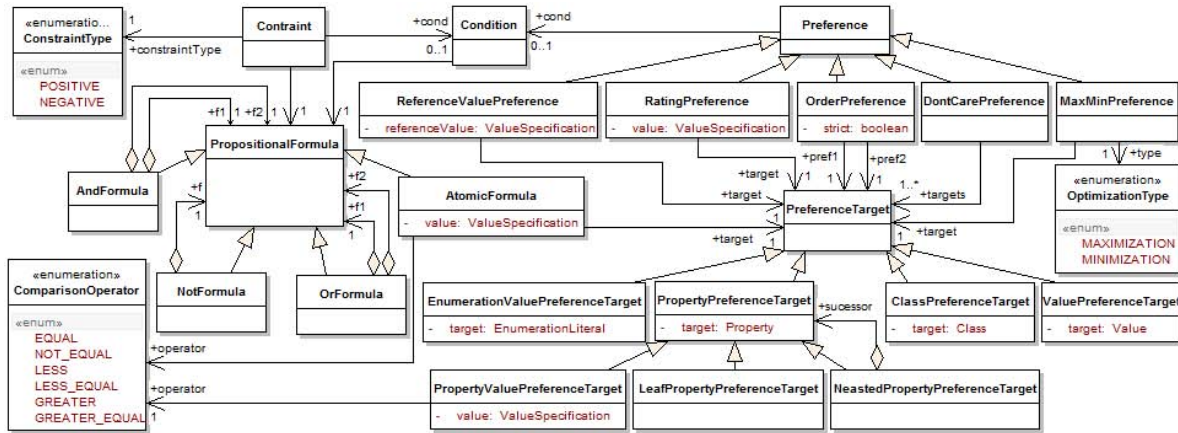 «enumeratio...
ConstraintType
«enum»
POSITIVE
NEGATIVE
1
+constraintType
Contraint
+cond
0..1
Condition
+cond
0..1
Preference
ReferenceValuePreference
- referenceValue: ValueSpecification
RatingPreference
- value: ValueSpecification
OrderPreference
- strict: boolean
DontCarePreference
MaxMinPreference
+f1
1
+f2
1
1
1
PropositionalFormula
AndFormula
+f
1
+f2
1
+f1
1
AtomicFormula
- value: ValueSpecification
+target
1
+target
1
+target
1
+pref1
1
+pref2
1
1..*
+targets
+target
1
PreferenceTarget
1
+type
«enumeration»
OptimizationType
«enum»
MAXIMIZATION
MINIMIZATION
«enumeration»
ComparisonOperator
«enum»
EQUAL
NOT_EQUAL
LESS
LESS_EQUAL
GREATER
GREATER_EQUAL
NotFormula
OrFormula
+operator
+operator
1
EnumerationValuePreferenceTarget
- target: EnumerationLiteral
PropertyPreferenceTarget
- target: Property
+sucessor
ClassPreferenceTarget
- target: Class
ValuePreferenceTarget
- target: Value
PropertyValuePreferenceTarget
- value: ValueSpecification
LeafPropertyPreferenceTarget
NeastedPropertyPreferenceTarget